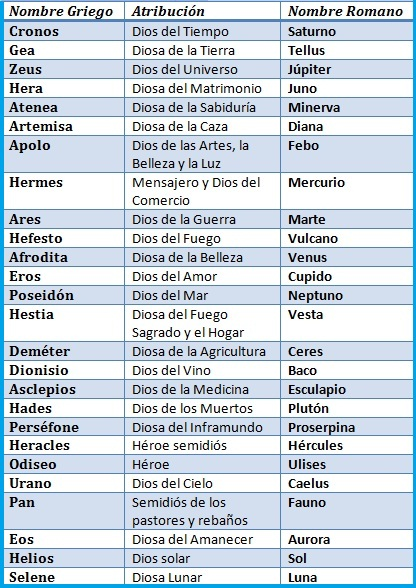 Nombre Griego Atribución Nombre Romano
Cronos Dios del Tiempo Saturno
Gea Diosa de la Tierra Tellus
Zeus Dios del Universo Júpiter
Hera Diosa del Matrimonio Juno
Atenea Diosa de la Sabiduría Minerva
Artemisa Diosa de la Caza Diana
Apolo Dios de las Artes, la Febo
Belleza y la Luz
Hermes Mensajero y Dios del Mercurio
Comercio
Ares Dios de la Guerra Marte
Hefesto Dios del Fuego Vulcano
Afrodita Diosa de la Belleza Venus
Eros Dios del Amor Cupido
Poseidón Dios del Mar Neptuno
Hestia Diosa del Fuego Vesta
Sagrado y el Hogar
Deméter Diosa de la Agricultura Ceres
Dionisio Dios del Vino Baco
Asclepios Dios de la Medicina Esculapio
Hades Dios de los Muertos Plutón
Perséfone Diosa del Inframundo Proserpina
Heracles Héroe semidiós Hércules
Odiseo Héroe Ulises
Urano Dios del Cielo Caelus
Pan Semidiós de los Fauno
pastores y rebaños
Eos Diosa del Amanecer Aurora
Helios Dios solar Sol
Selene Diosa Lunar Luna